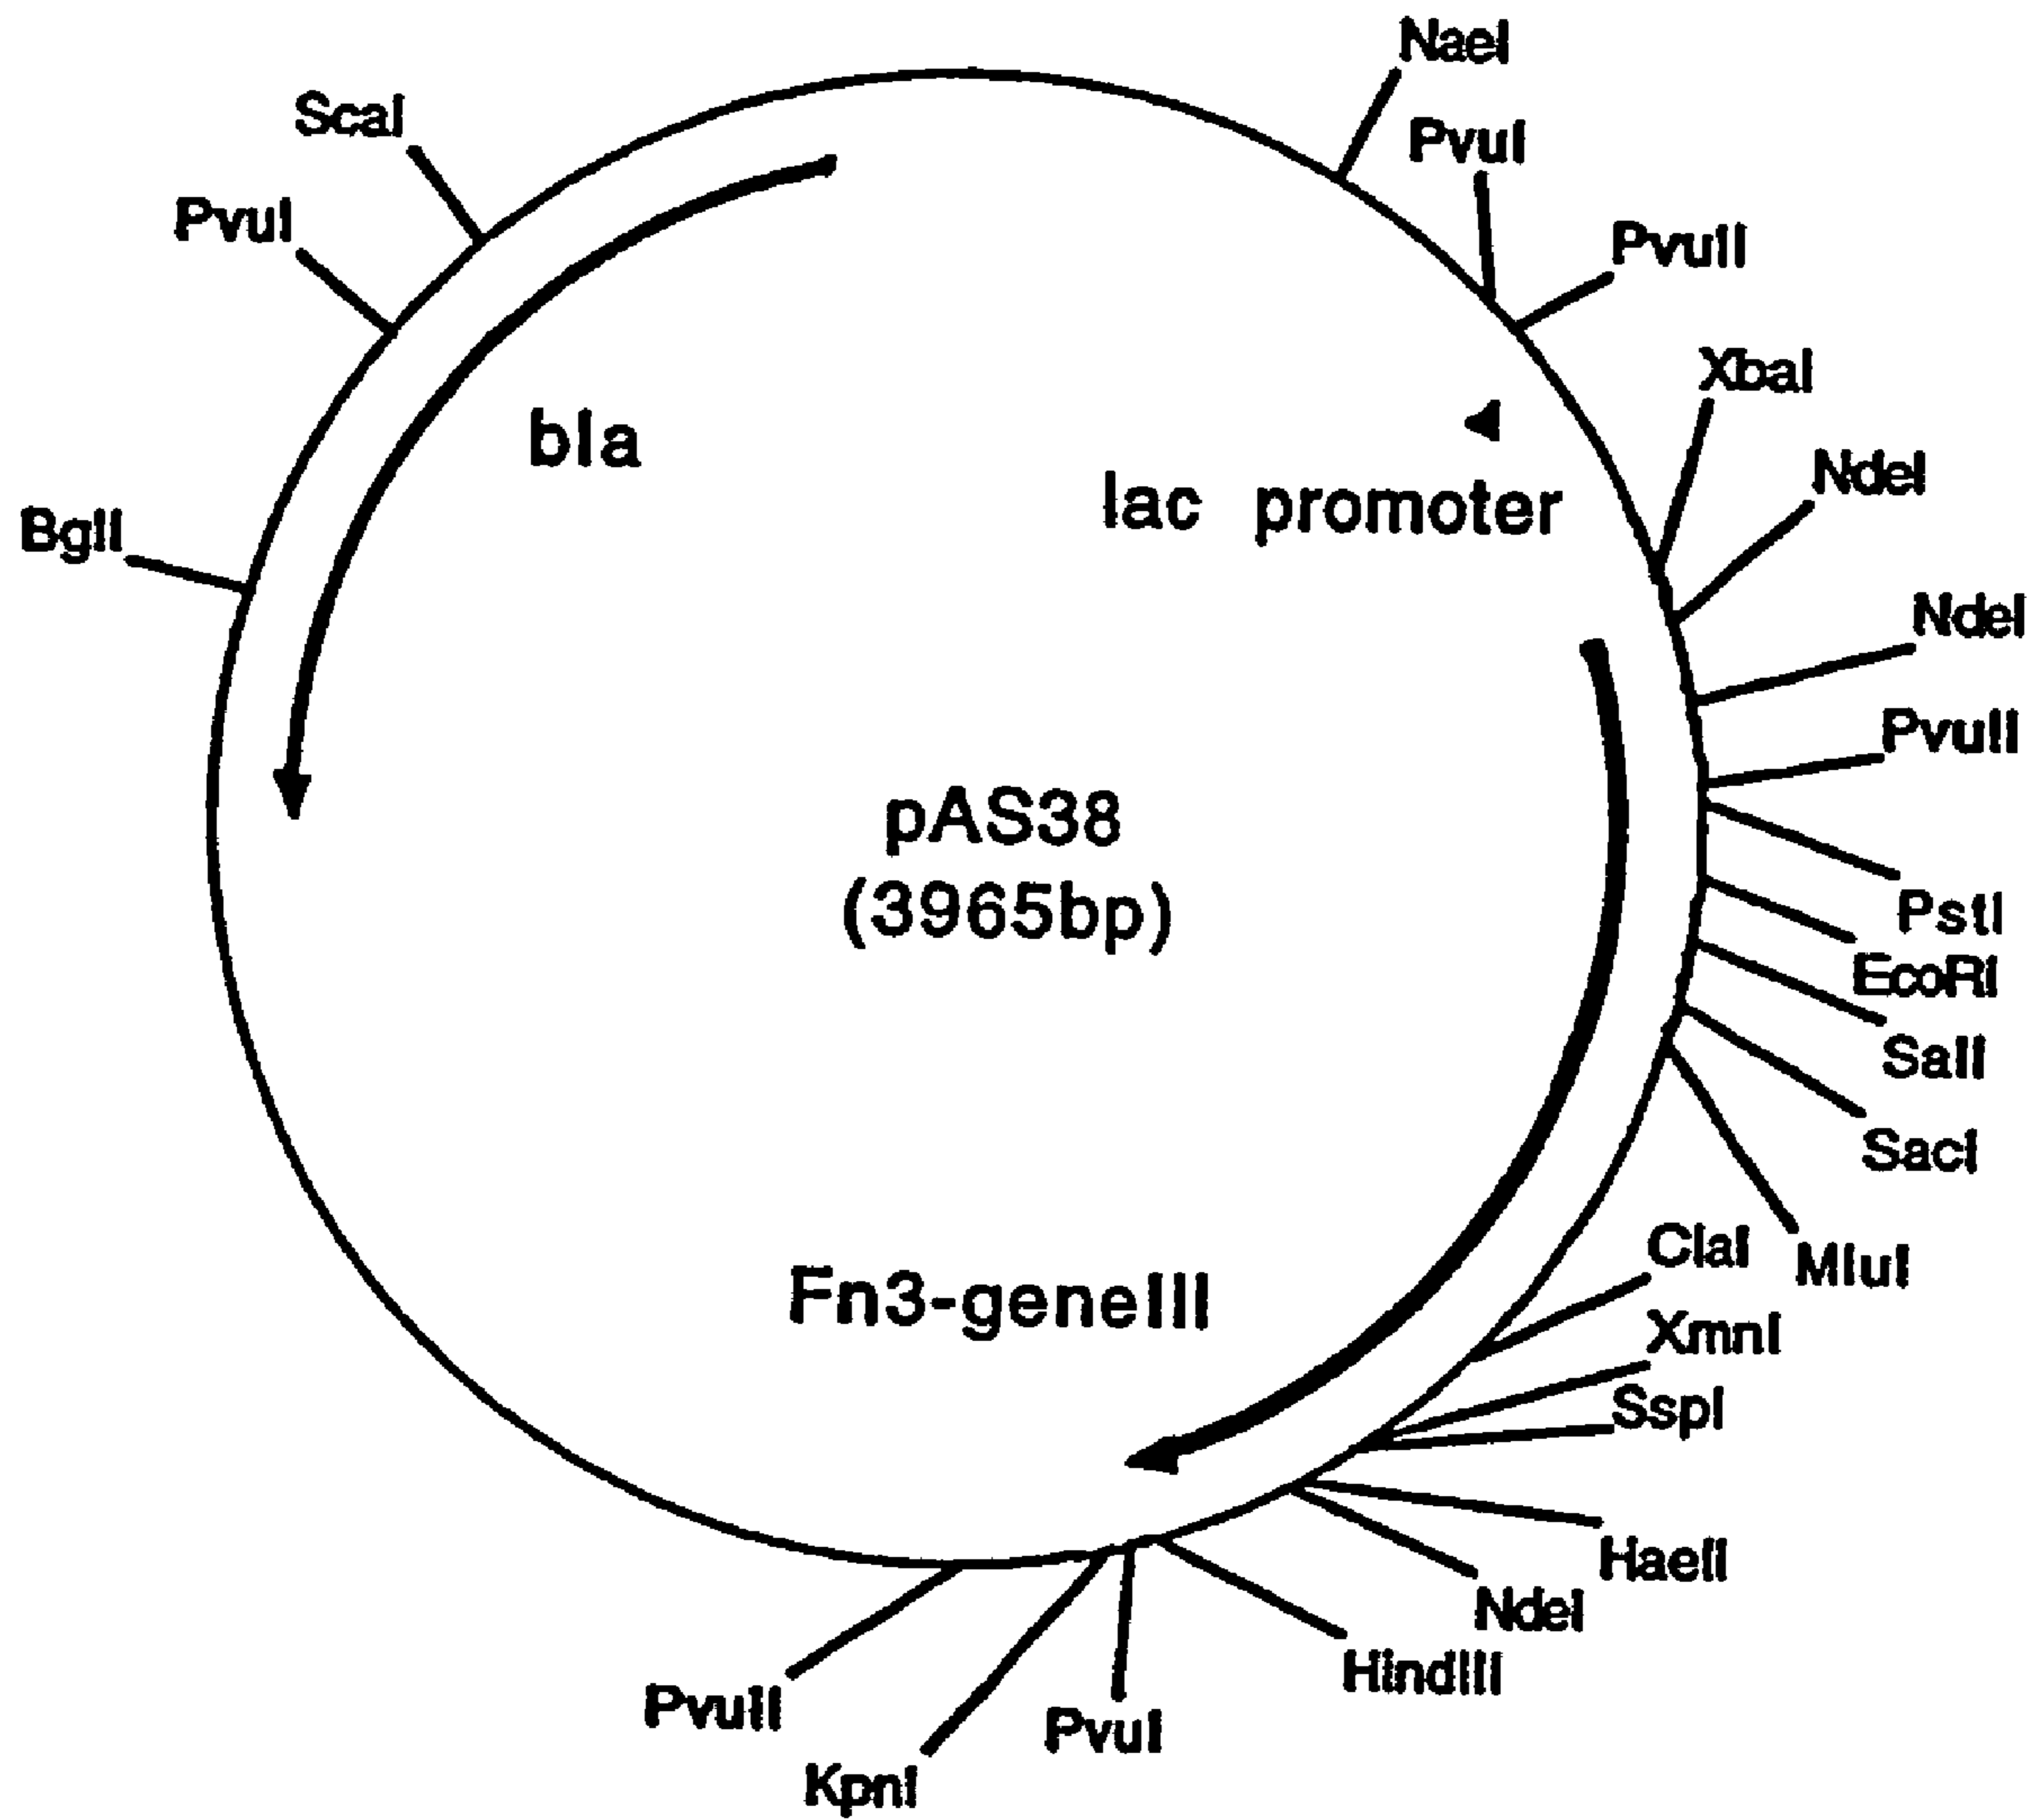 NaeI
ScaI
PvuI
PvuI
PvuII
XbaI
bla
NdeI
lac promoter
BglI
NdeI
PvuII
pAS38
(3965bp)
PstI
EcoRI
SalI
SacI
ClaI
MluI
Fn3-geneIII
XmnI
SspI
HaeII
NdeI
HindIII
PvuII
PvuI
KpnI